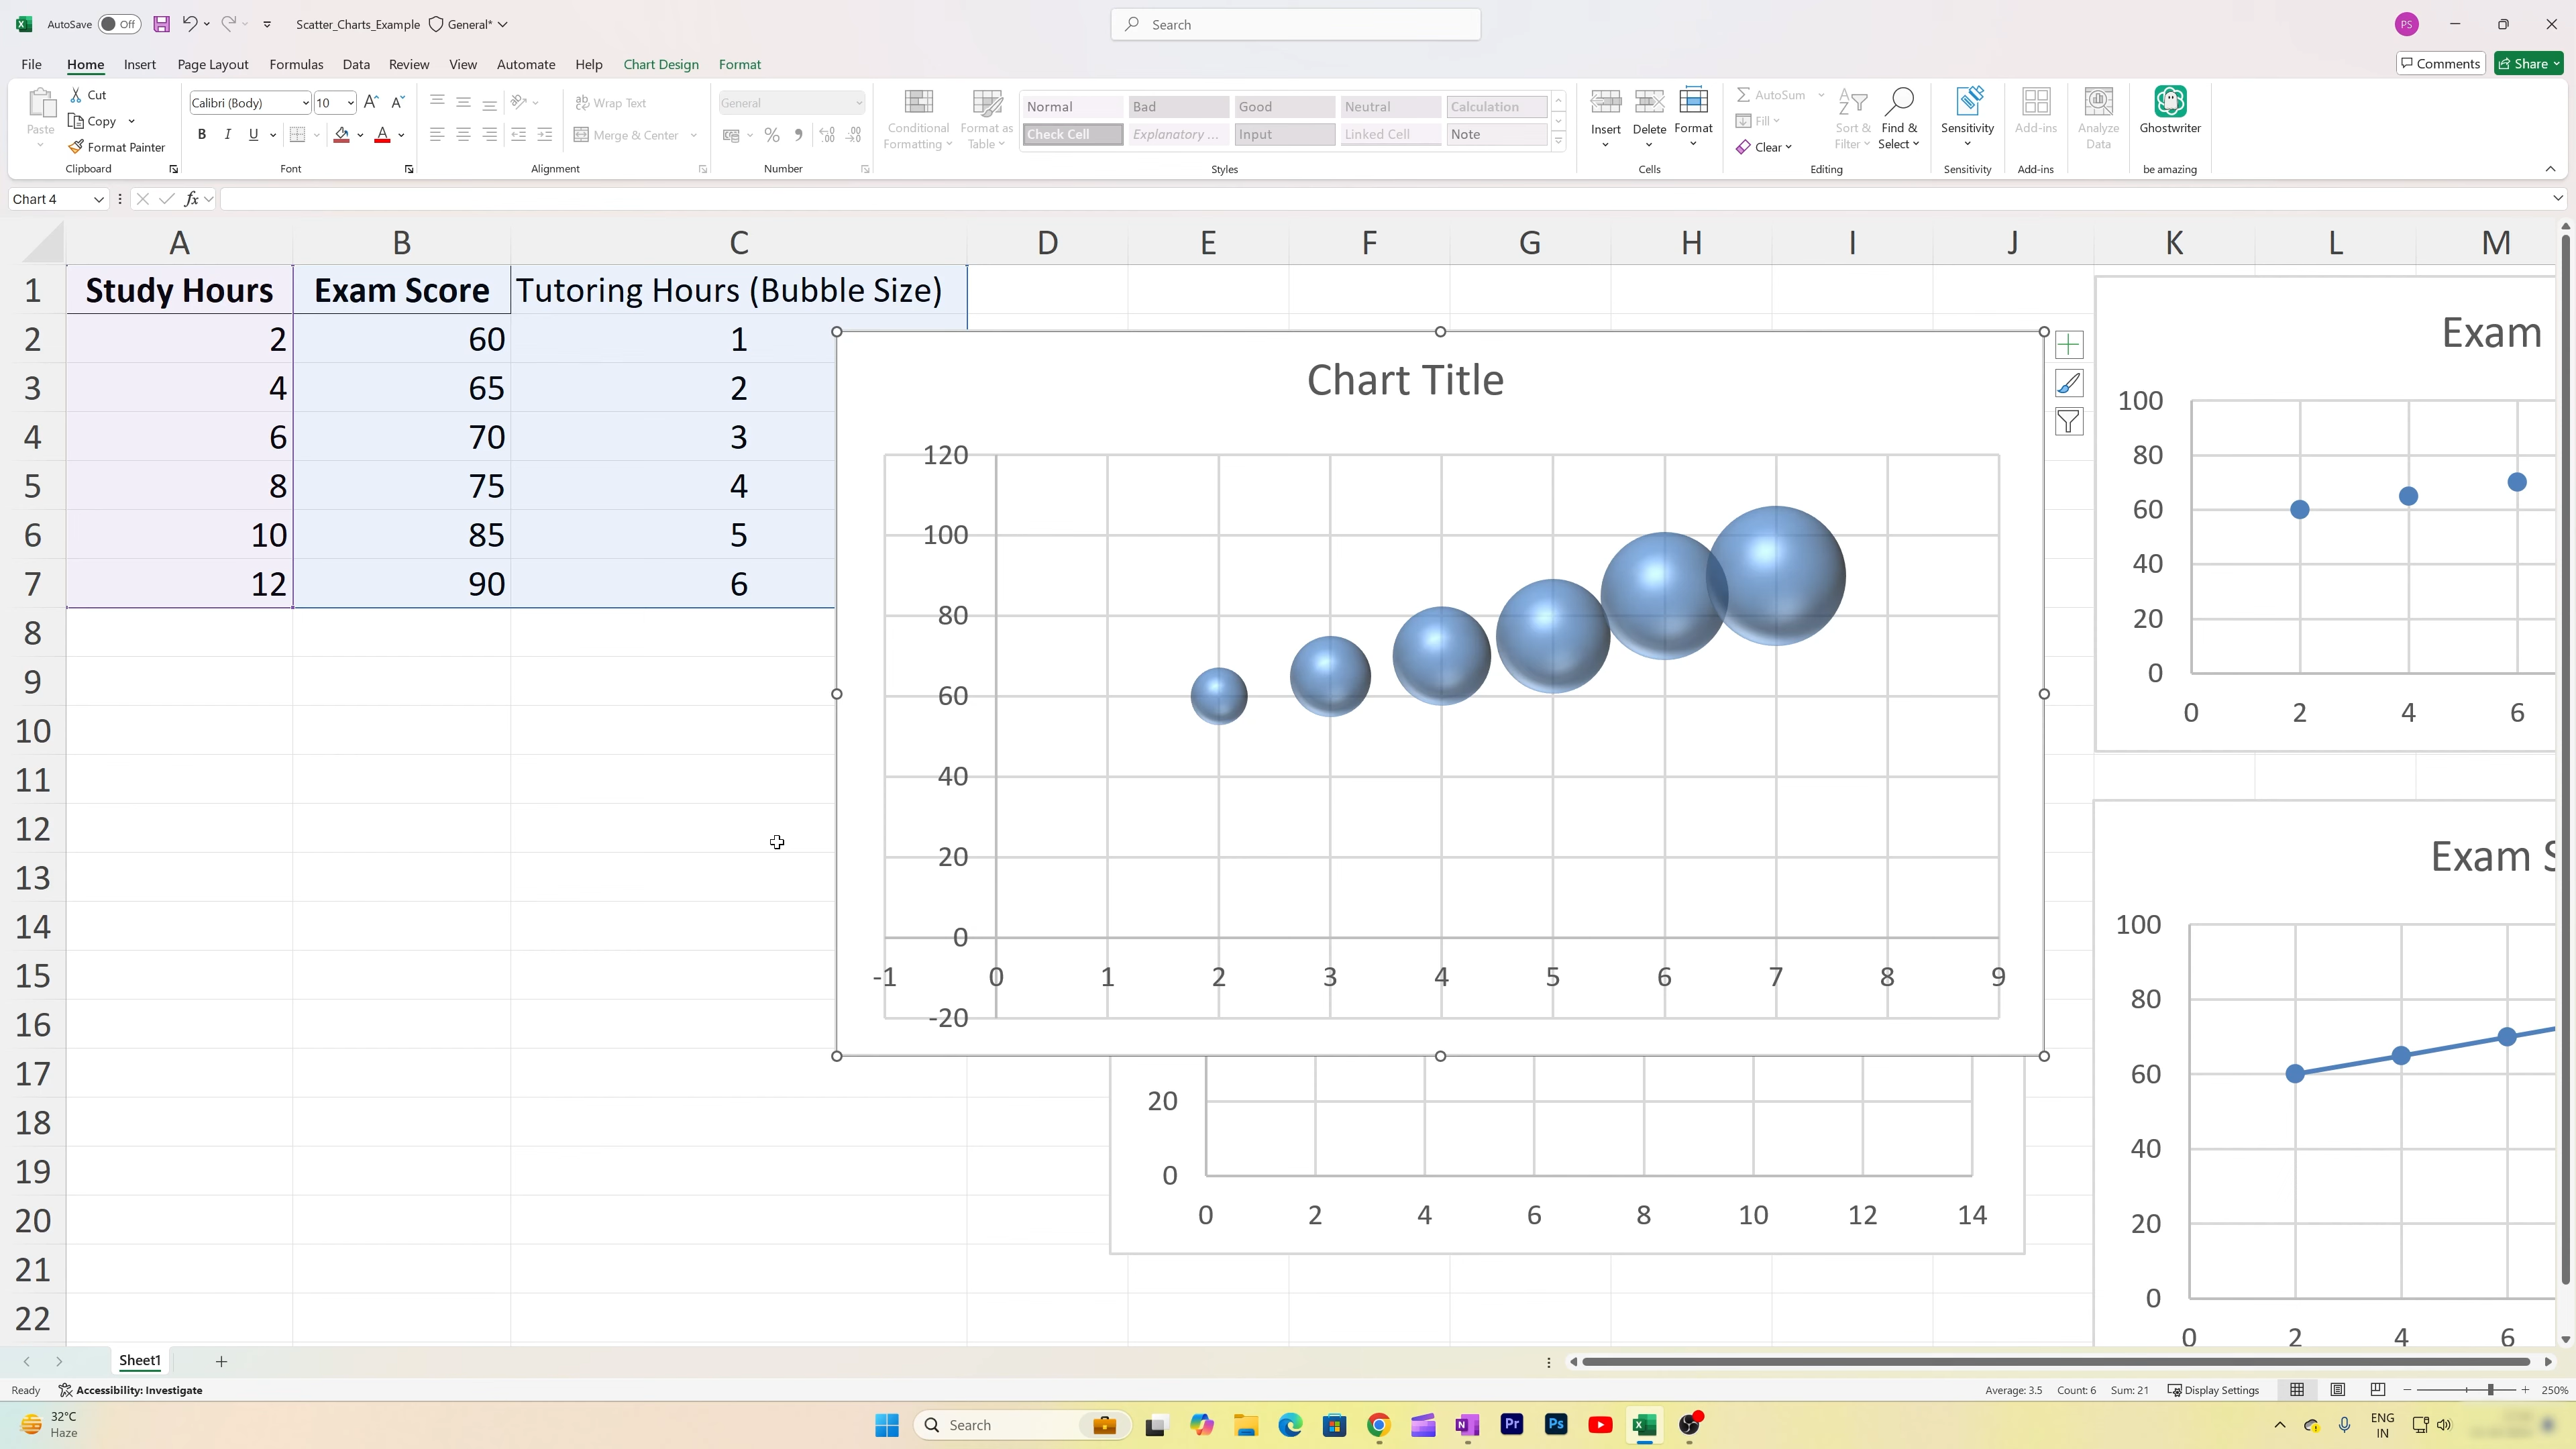 AutoSave Off Scatter_Charts_Example General* Search PS
File Home Insert Page Layout Formulas Data Review View Automate Help Chart Design Format Comments Share
Paste Cut Copy Format Painter Clipboard
Calibri (Body) 10 B I U A Font
Wrap Text Merge & Center Alignment
General % Number
Conditional Formatting Format as Table
Normal Bad Good Neutral Calculation
Check Cell Explanatory ... Input Linked Cell Note
Styles
Insert Delete Format Cells
AutoSum Fill Clear Sort & Filter Find & Select Editing
Sensitivity Sensitivity
Add-ins Add-ins
Analyze Data
Ghostwriter be amazing
Chart 4 fx
A B C D E F G H I J K L M
1 Study Hours Exam Score Tutoring Hours (Bubble Size)
2 2 60 1
3 4 65 2
4 6 70 3
5 8 75 4
6 10 85 5
7 12 90 6
8
9
10
11
12
13
14
15
16
17
18
19
20
21
22
Chart Title
120
100
80
60
40
20
0
-1 0 1 2 3 4 5 6 7 8 9
-20
20
0
0 2 4 6 8 10 12 14
Exam
100
80
60
40
20
0
0 2 4 6
Exam S
100
80
60
40
20
0
0 2 4 6
Sheet1
Ready Accessibility: Investigate Average: 3.5 Count: 6 Sum: 21 Display Settings 250%
32°C
Haze
Search Pr Ps
ENG
IN